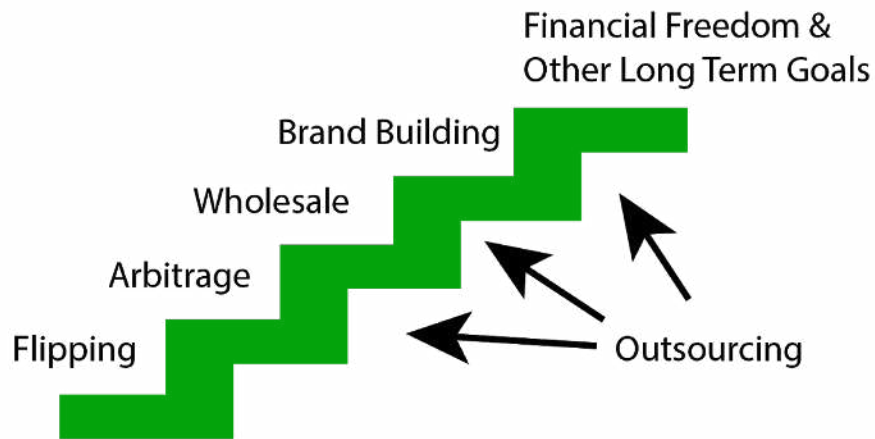 Financial Freedom &
Other Long Term Goals
Brand Building
Wholesale
Arbitrage
Flipping
Outsourcing